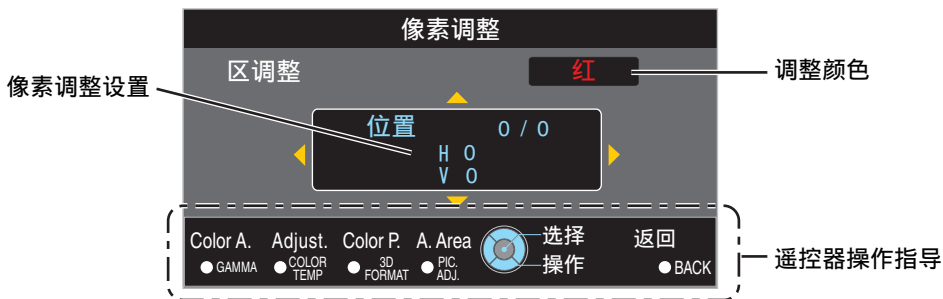 像素调整
区调整 红
调整颜色
像素调整设置
位置 0 / 0
H 0
V 0
Color A. Adjust. Color P. A. Area 选择 返回
GAMMA COLOR TEMP 3D FORMAT PIC. ADJ. 操作 BACK
遥控器操作指导